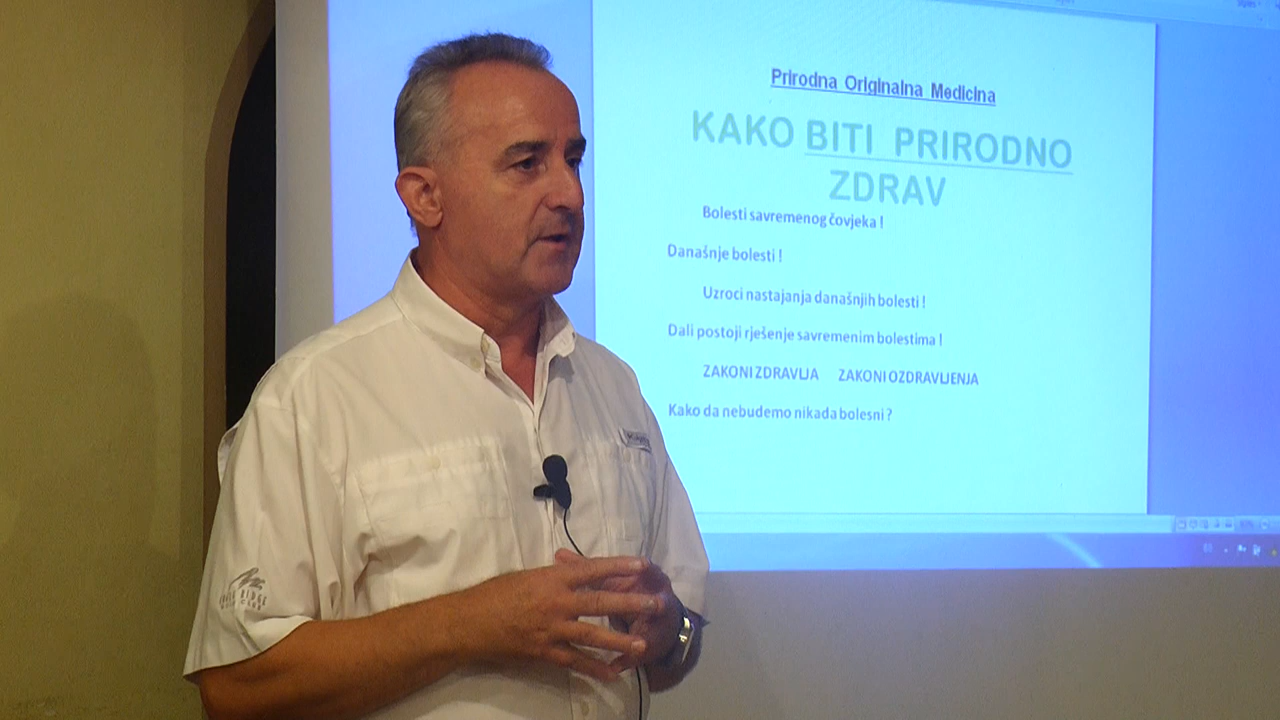 Prirodna Originalna Medicina
KAKO BITI PRIRODNO
ZDRAV
Bolesti savremenog čovjeka !
Današnje bolesti !
Uzroci nastajanja današnjih bolesti !
Dali postoji rješenje savremenim bolestima !
ZAKONI ZDRAVLJA ZAKONI OZDRAVLJENJA
Kako da nebudemo nikada bolesni ?